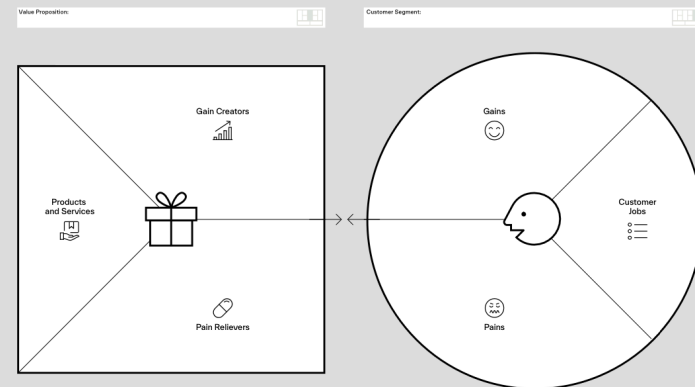 Value Proposition:
Customer Segment:
Gain Creators
Gains
Products
and Services
Customer
Jobs
Pain Relievers
Pains